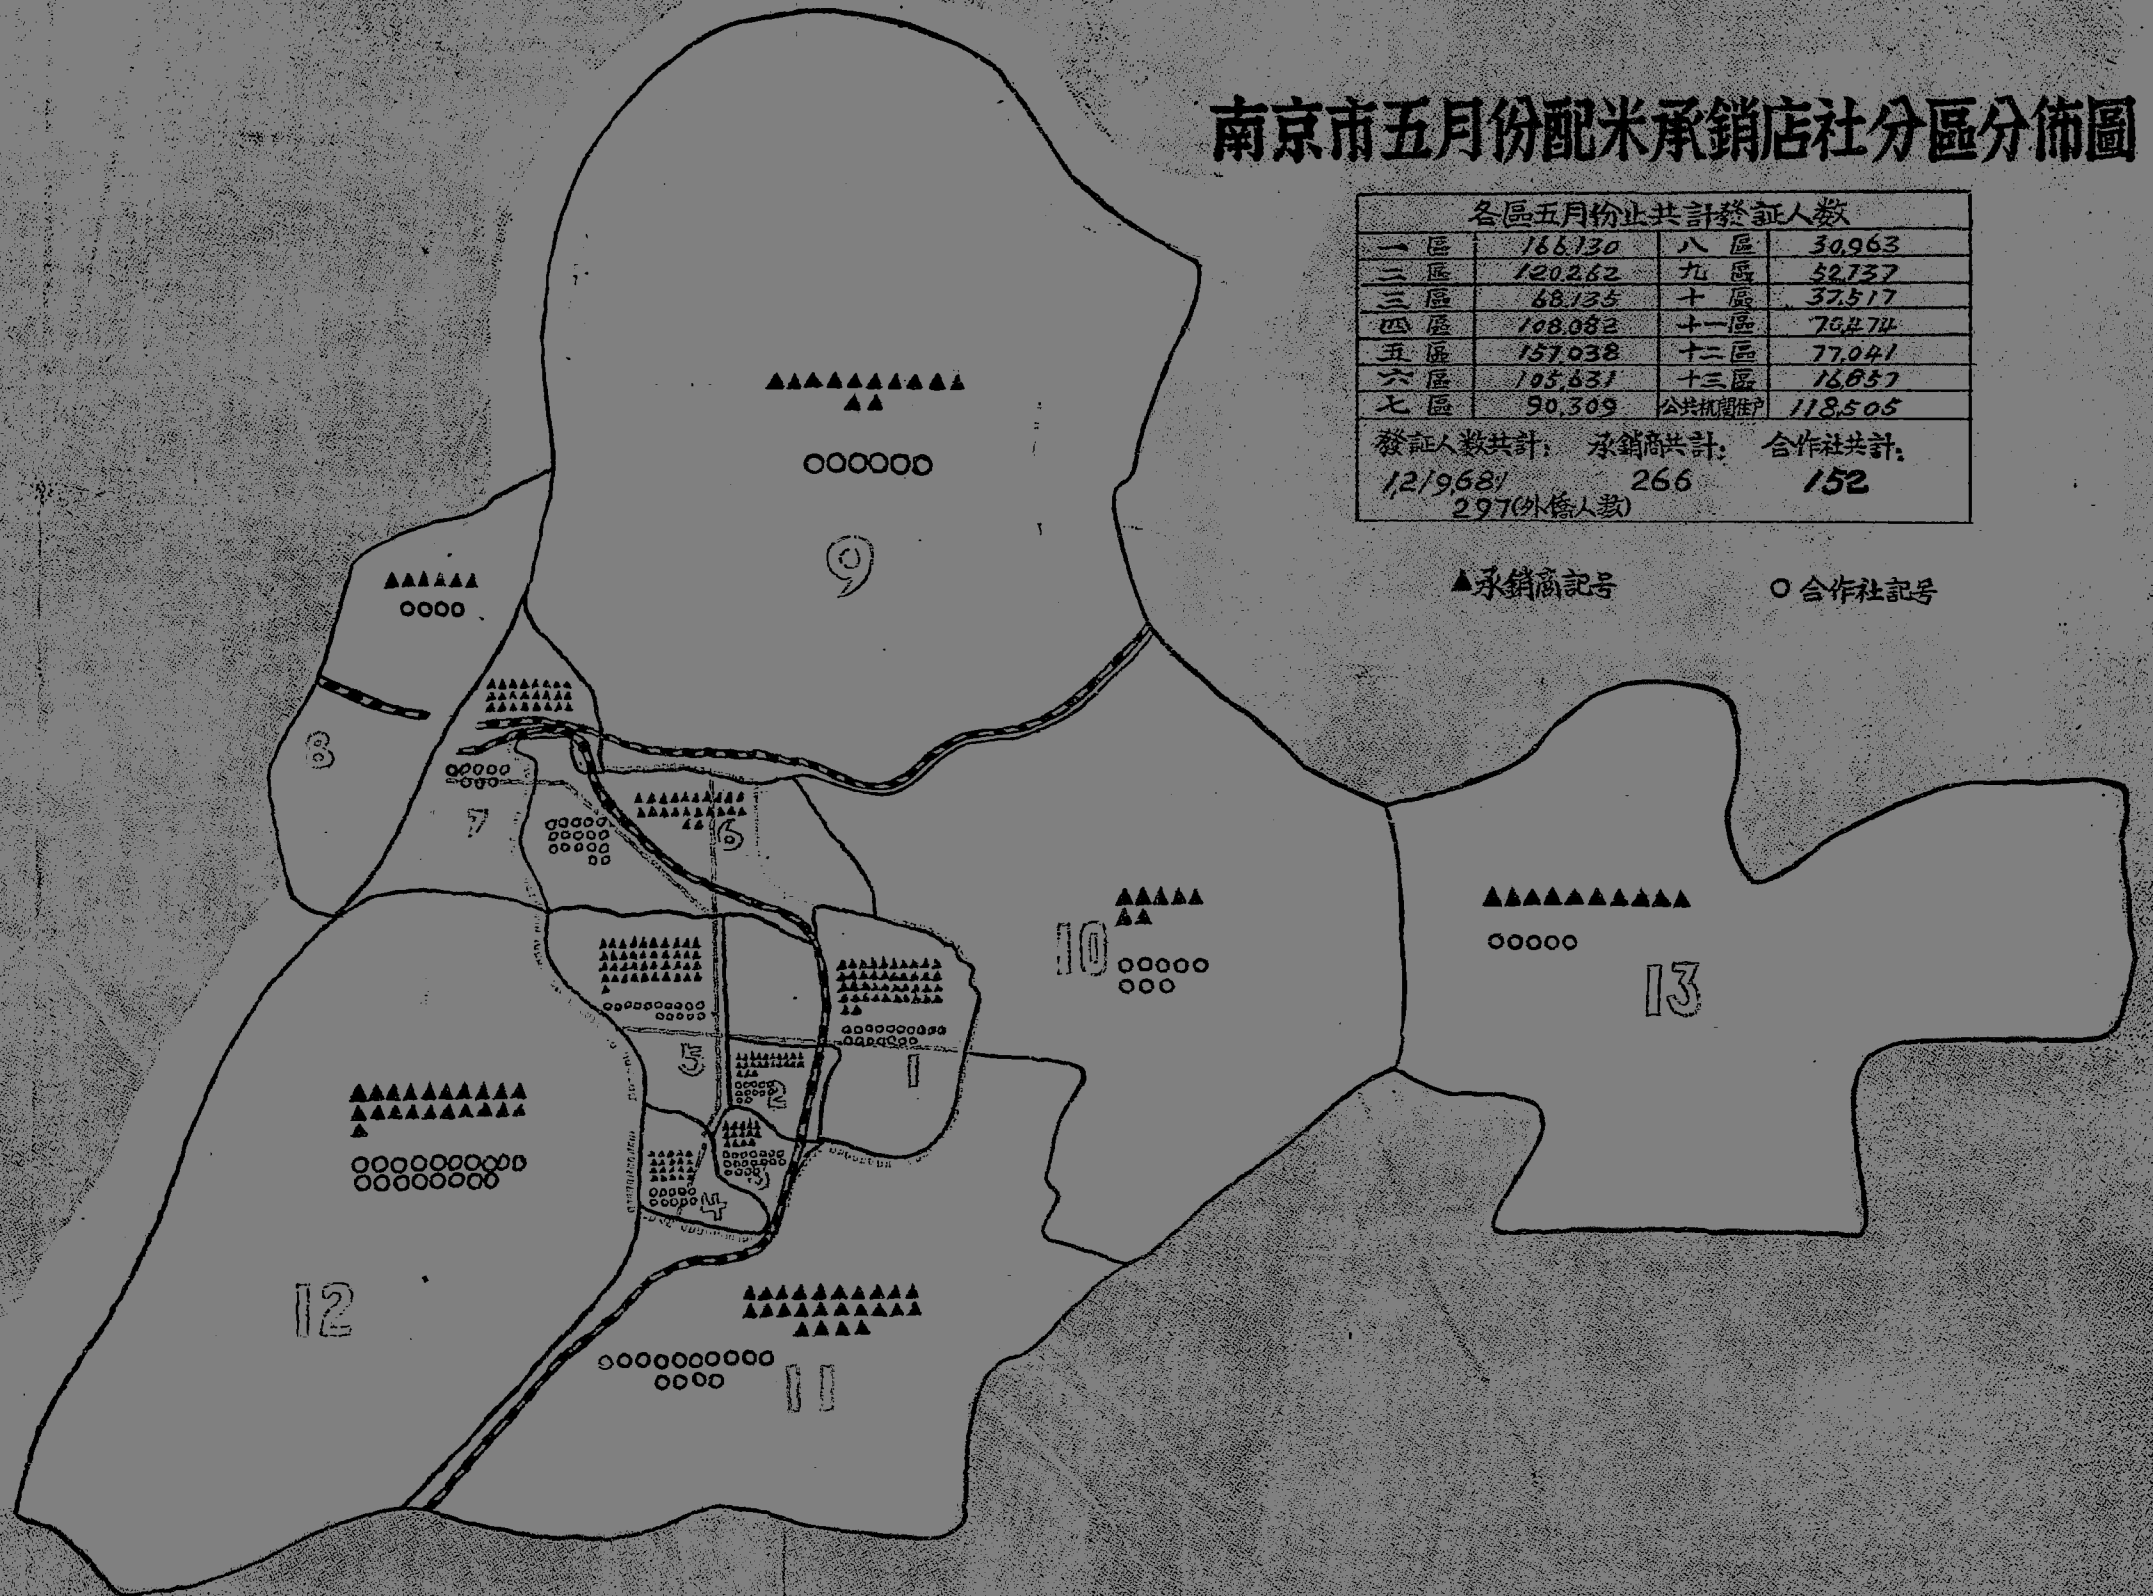 南京市五月份配米承銷店社分區分佈圖
各區五月份止共計發証人数
一區 166,130 八區 30,963
二區 120,262 九區 52,737
三區 68,135 十區 37,517
四區 108,082 十一區 70,474
五區 157,038 十二區 77,041
六區 105,631 十三區 16,857
七區 90,309 公共机関住户 118,505
發証人数共計: 承銷商共計: 合作社共計:
1,219,681 266 152
297(外僑人数)
▲承銷商記号 ○合作社記号
9
8
7
6
10
13
5
1
2
3
4
12
11